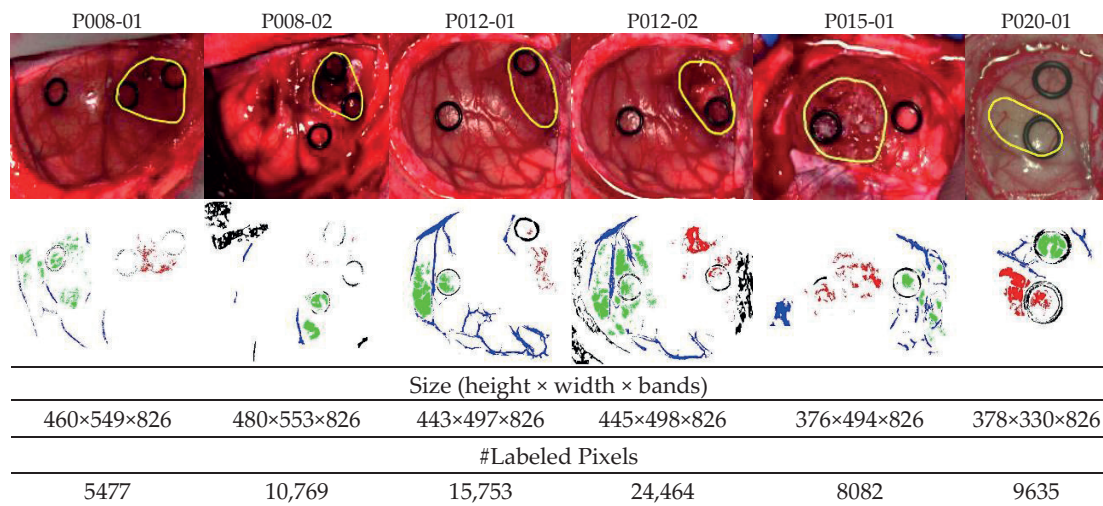 P008-01 P008-02 P012-01 P012-02 P015-01 P020-01
Size (height × width × bands)
460×549×826 480×553×826 443×497×826 445×498×826 376×494×826 378×330×826
#Labeled Pixels
5477 10,769 15,753 24,464 8082 9635